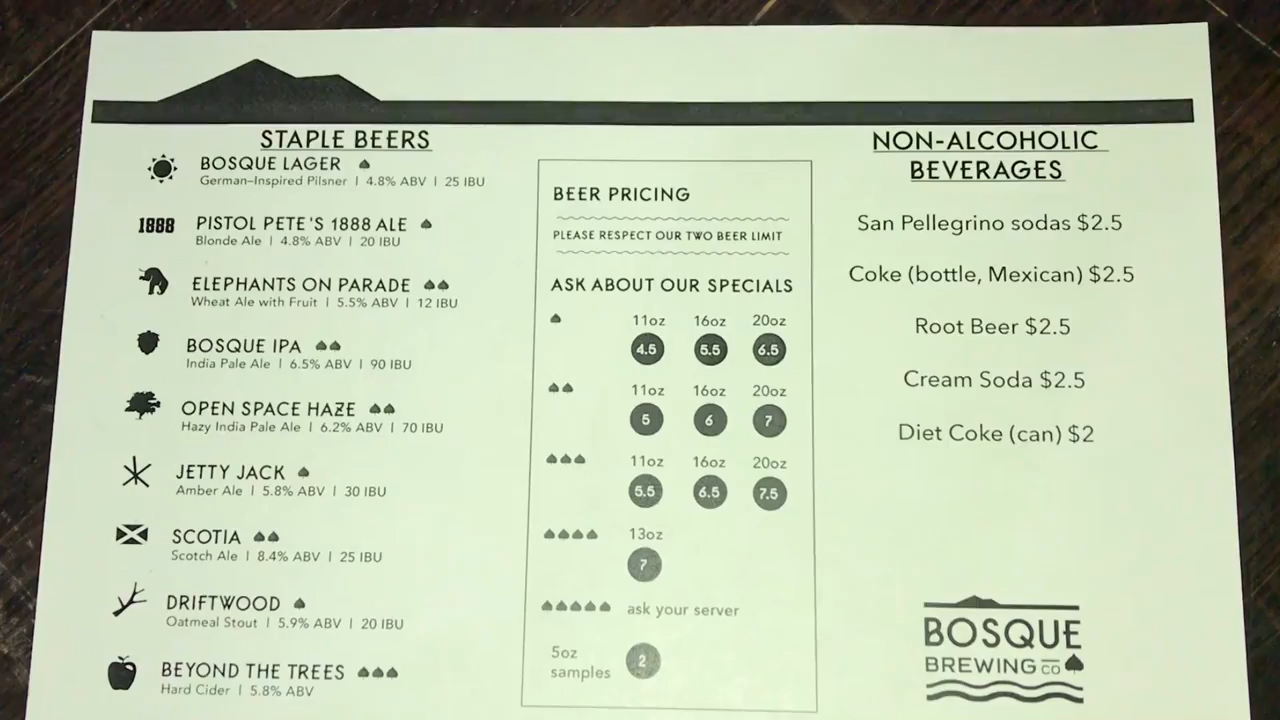 STAPLE BEERS
BOSQUE LAGER
German–Inspired Pilsner | 4.8% ABV | 25 IBU
1888
PISTOL PETE'S 1888 ALE
Blonde Ale | 4.8% ABV | 20 IBU
ELEPHANTS ON PARADE
Wheat Ale with Fruit | 5.5% ABV | 12 IBU
BOSQUE IPA
India Pale Ale | 6.5% ABV | 90 IBU
OPEN SPACE HAZE
Hazy India Pale Ale | 6.2% ABV | 70 IBU
JETTY JACK
Amber Ale | 5.8% ABV | 30 IBU
SCOTIA
Scotch Ale | 8.4% ABV | 25 IBU
DRIFTWOOD
Oatmeal Stout | 5.9% ABV | 20 IBU
BEYOND THE TREES
Hard Cider | 5.8% ABV
BEER PRICING
PLEASE RESPECT OUR TWO BEER LIMIT
ASK ABOUT OUR SPECIALS
11oz 16oz 20oz
4.5 5.5 6.5
11oz 16oz 20oz
5 6 7
11oz 16oz 20oz
5.5 6.5 7.5
13oz
7
ask your server
5oz
samples
2
NON-ALCOHOLIC
BEVERAGES
San Pellegrino sodas $2.5
Coke (bottle, Mexican) $2.5
Root Beer $2.5
Cream Soda $2.5
Diet Coke (can) $2
BOSQUE
BREWING CO